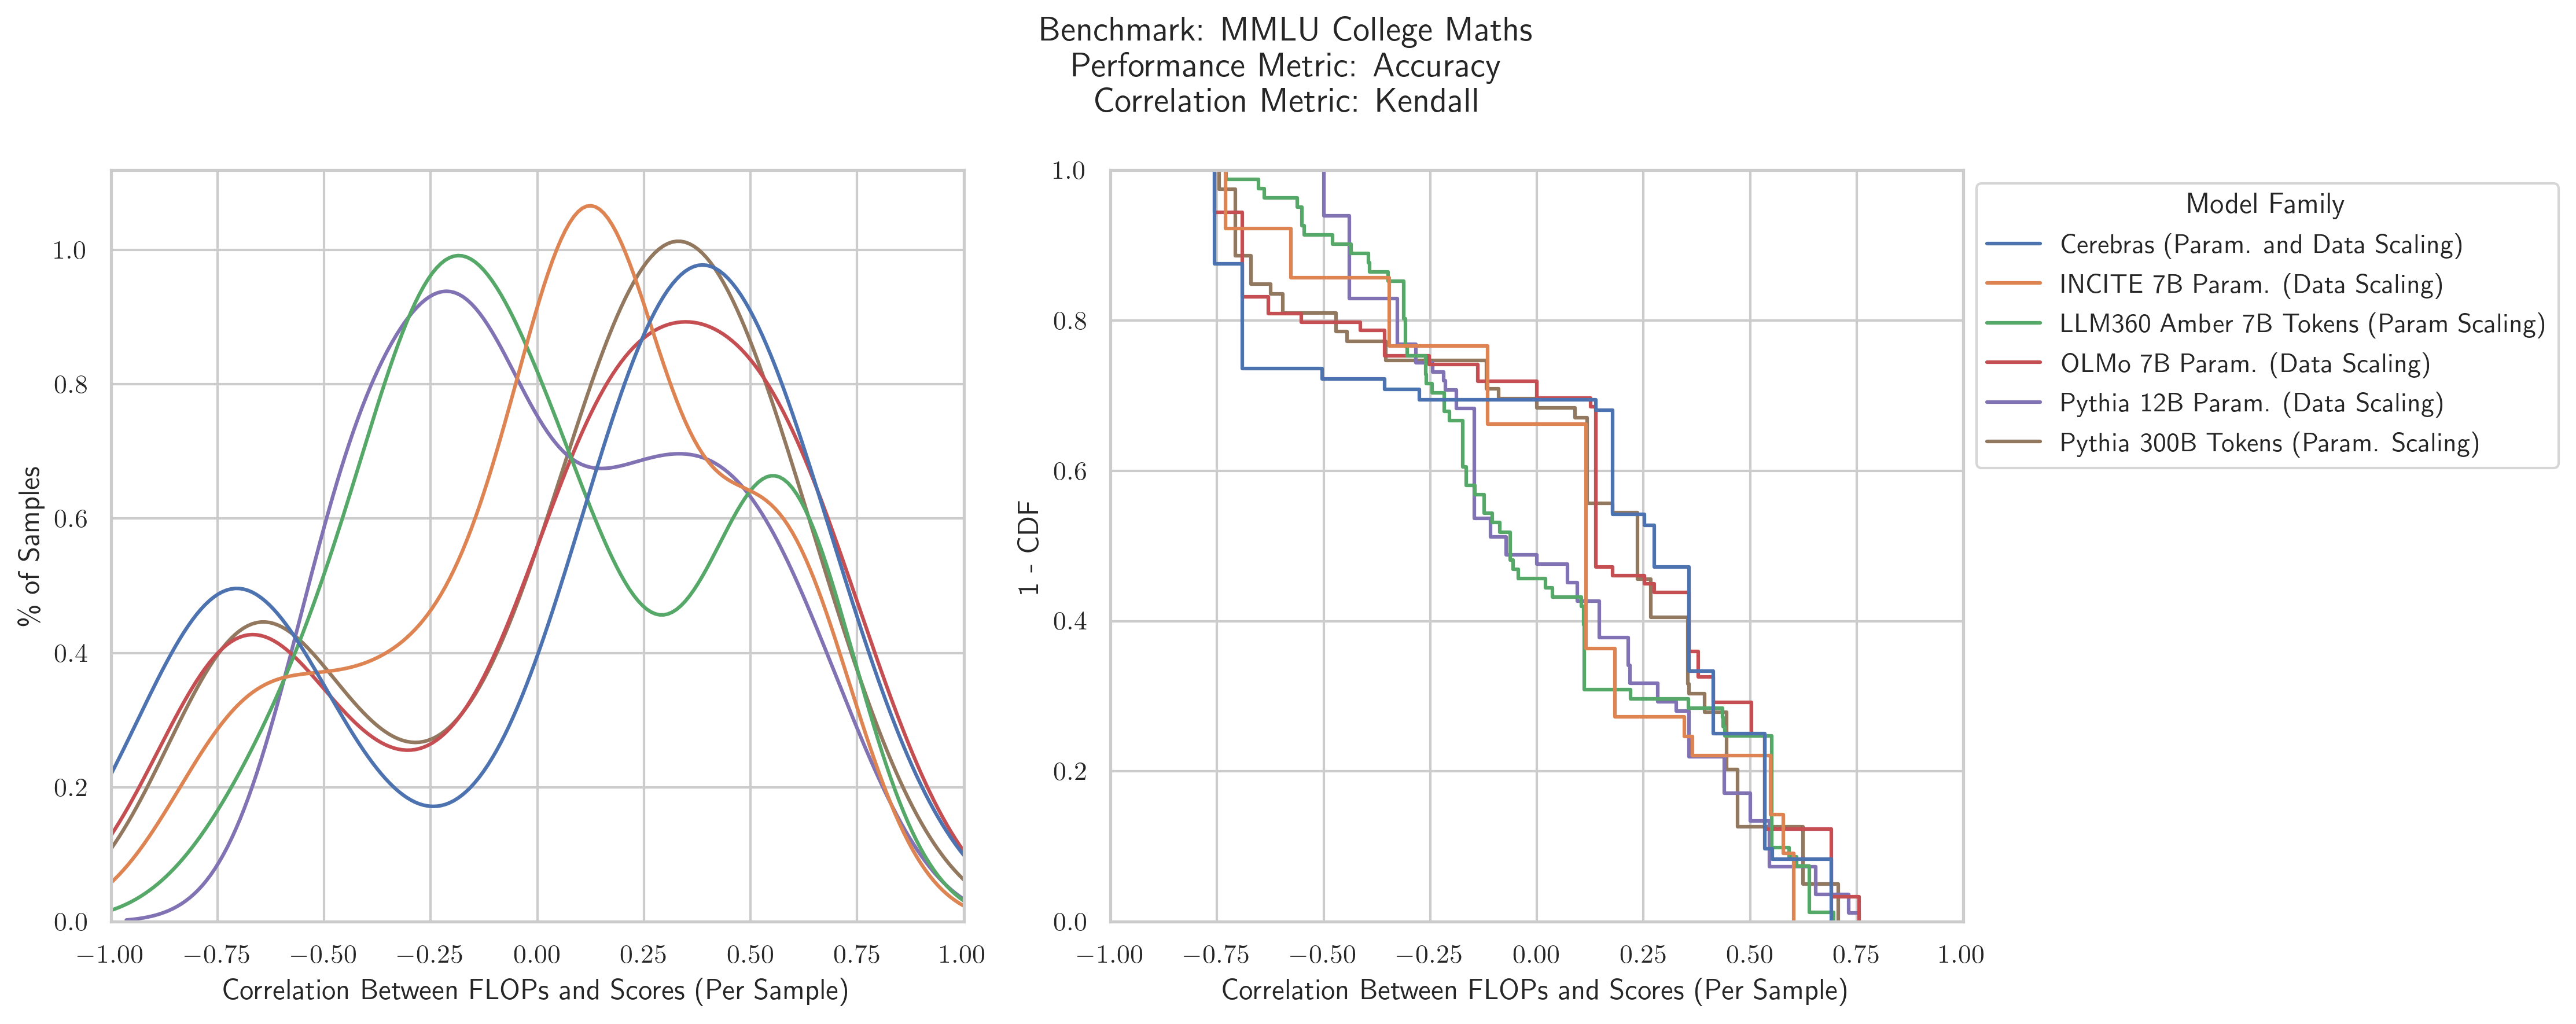 Benchmark: MMLU College Maths
Performance Metric: Accuracy
Correlation Metric: Kendall
% of Samples
1.0
0.8
0.6
0.4
0.2
0.0
−1.00 −0.75 −0.50 −0.25 0.00 0.25 0.50 0.75 1.00
Correlation Between FLOPs and Scores (Per Sample)
1 - CDF
1.0
0.8
0.6
0.4
0.2
0.0
−1.00 −0.75 −0.50 −0.25 0.00 0.25 0.50 0.75 1.00
Correlation Between FLOPs and Scores (Per Sample)
Model Family
Cerebras (Param. and Data Scaling)
INCITE 7B Param. (Data Scaling)
LLM360 Amber 7B Tokens (Param Scaling)
OLMo 7B Param. (Data Scaling)
Pythia 12B Param. (Data Scaling)
Pythia 300B Tokens (Param. Scaling)